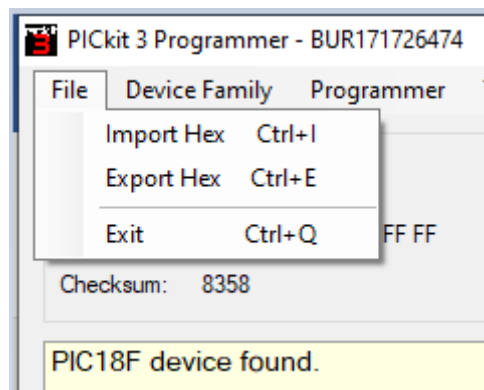 PICkit 3 Programmer - BUR171726474
File Device Family Programmer
Import Hex Ctrl+I
Export Hex Ctrl+E
Exit Ctrl+Q FF FF
Checksum: 8358
PIC18F device found.